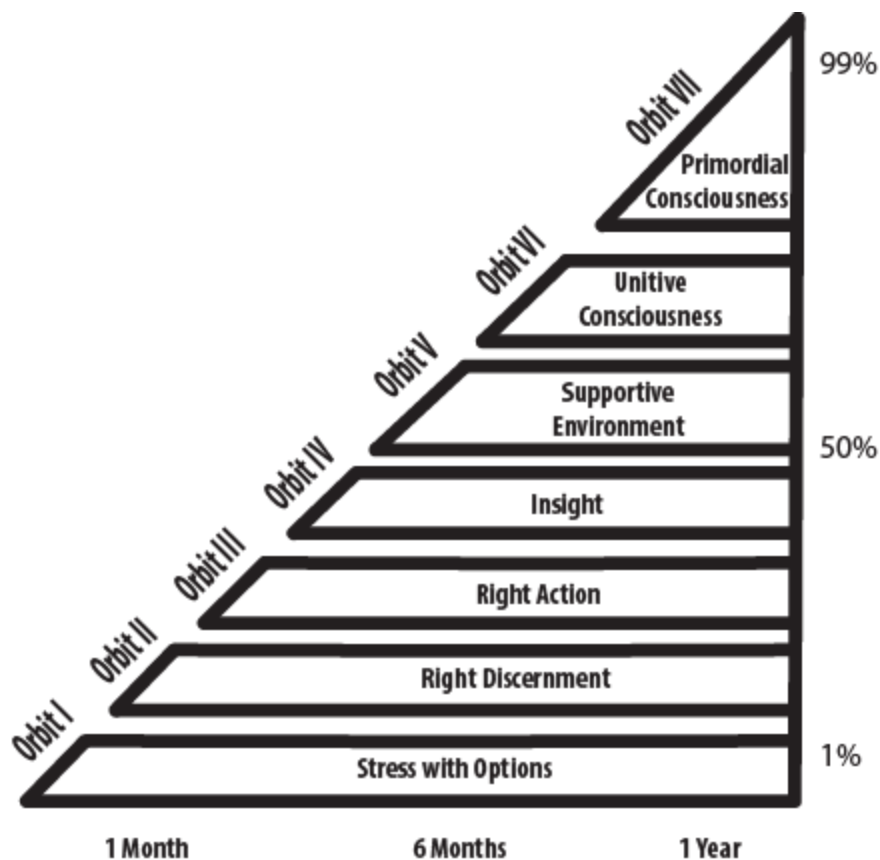 99%
Orbit VII
Primordial
Consciousness
Orbit VI
Unitive
Consciousness
Orbit V
Supportive
Environment
50%
Orbit IV
Insight
Orbit III
Right Action
Orbit II
Right Discernment
Orbit I
1%
Stress with Options
1 Month 6 Months 1 Year